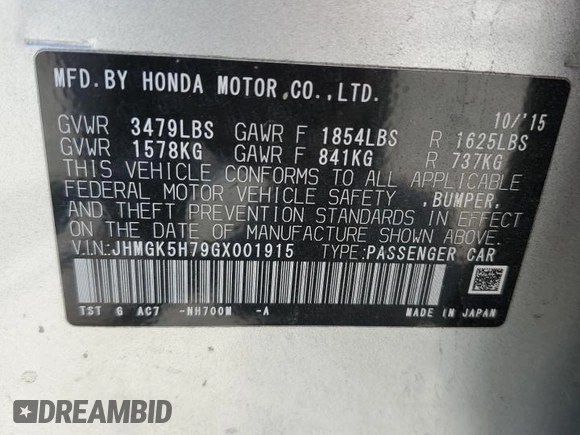 MFD. BY HONDA MOTOR CO., LTD.
10/'15
GVWR 3479LBS GAWR F 1854LBS R 1625LBS
GVWR 1578KG GAWR F 841KG R 737KG
THIS VEHICLE CONFORMS TO ALL APPLICABLE
FEDERAL MOTOR VEHICLE SAFETY ,BUMPER,
AND THEFT PREVENTION STANDARDS IN EFFECT
ON THE DATE OF MANUFACTURE SHOWN ABOVE.
V.I.N.: JHMGK5H79GX001915 TYPE: PASSENGER CAR
TST G AC7 -NH700M -A MADE IN JAPAN
DREAMBID